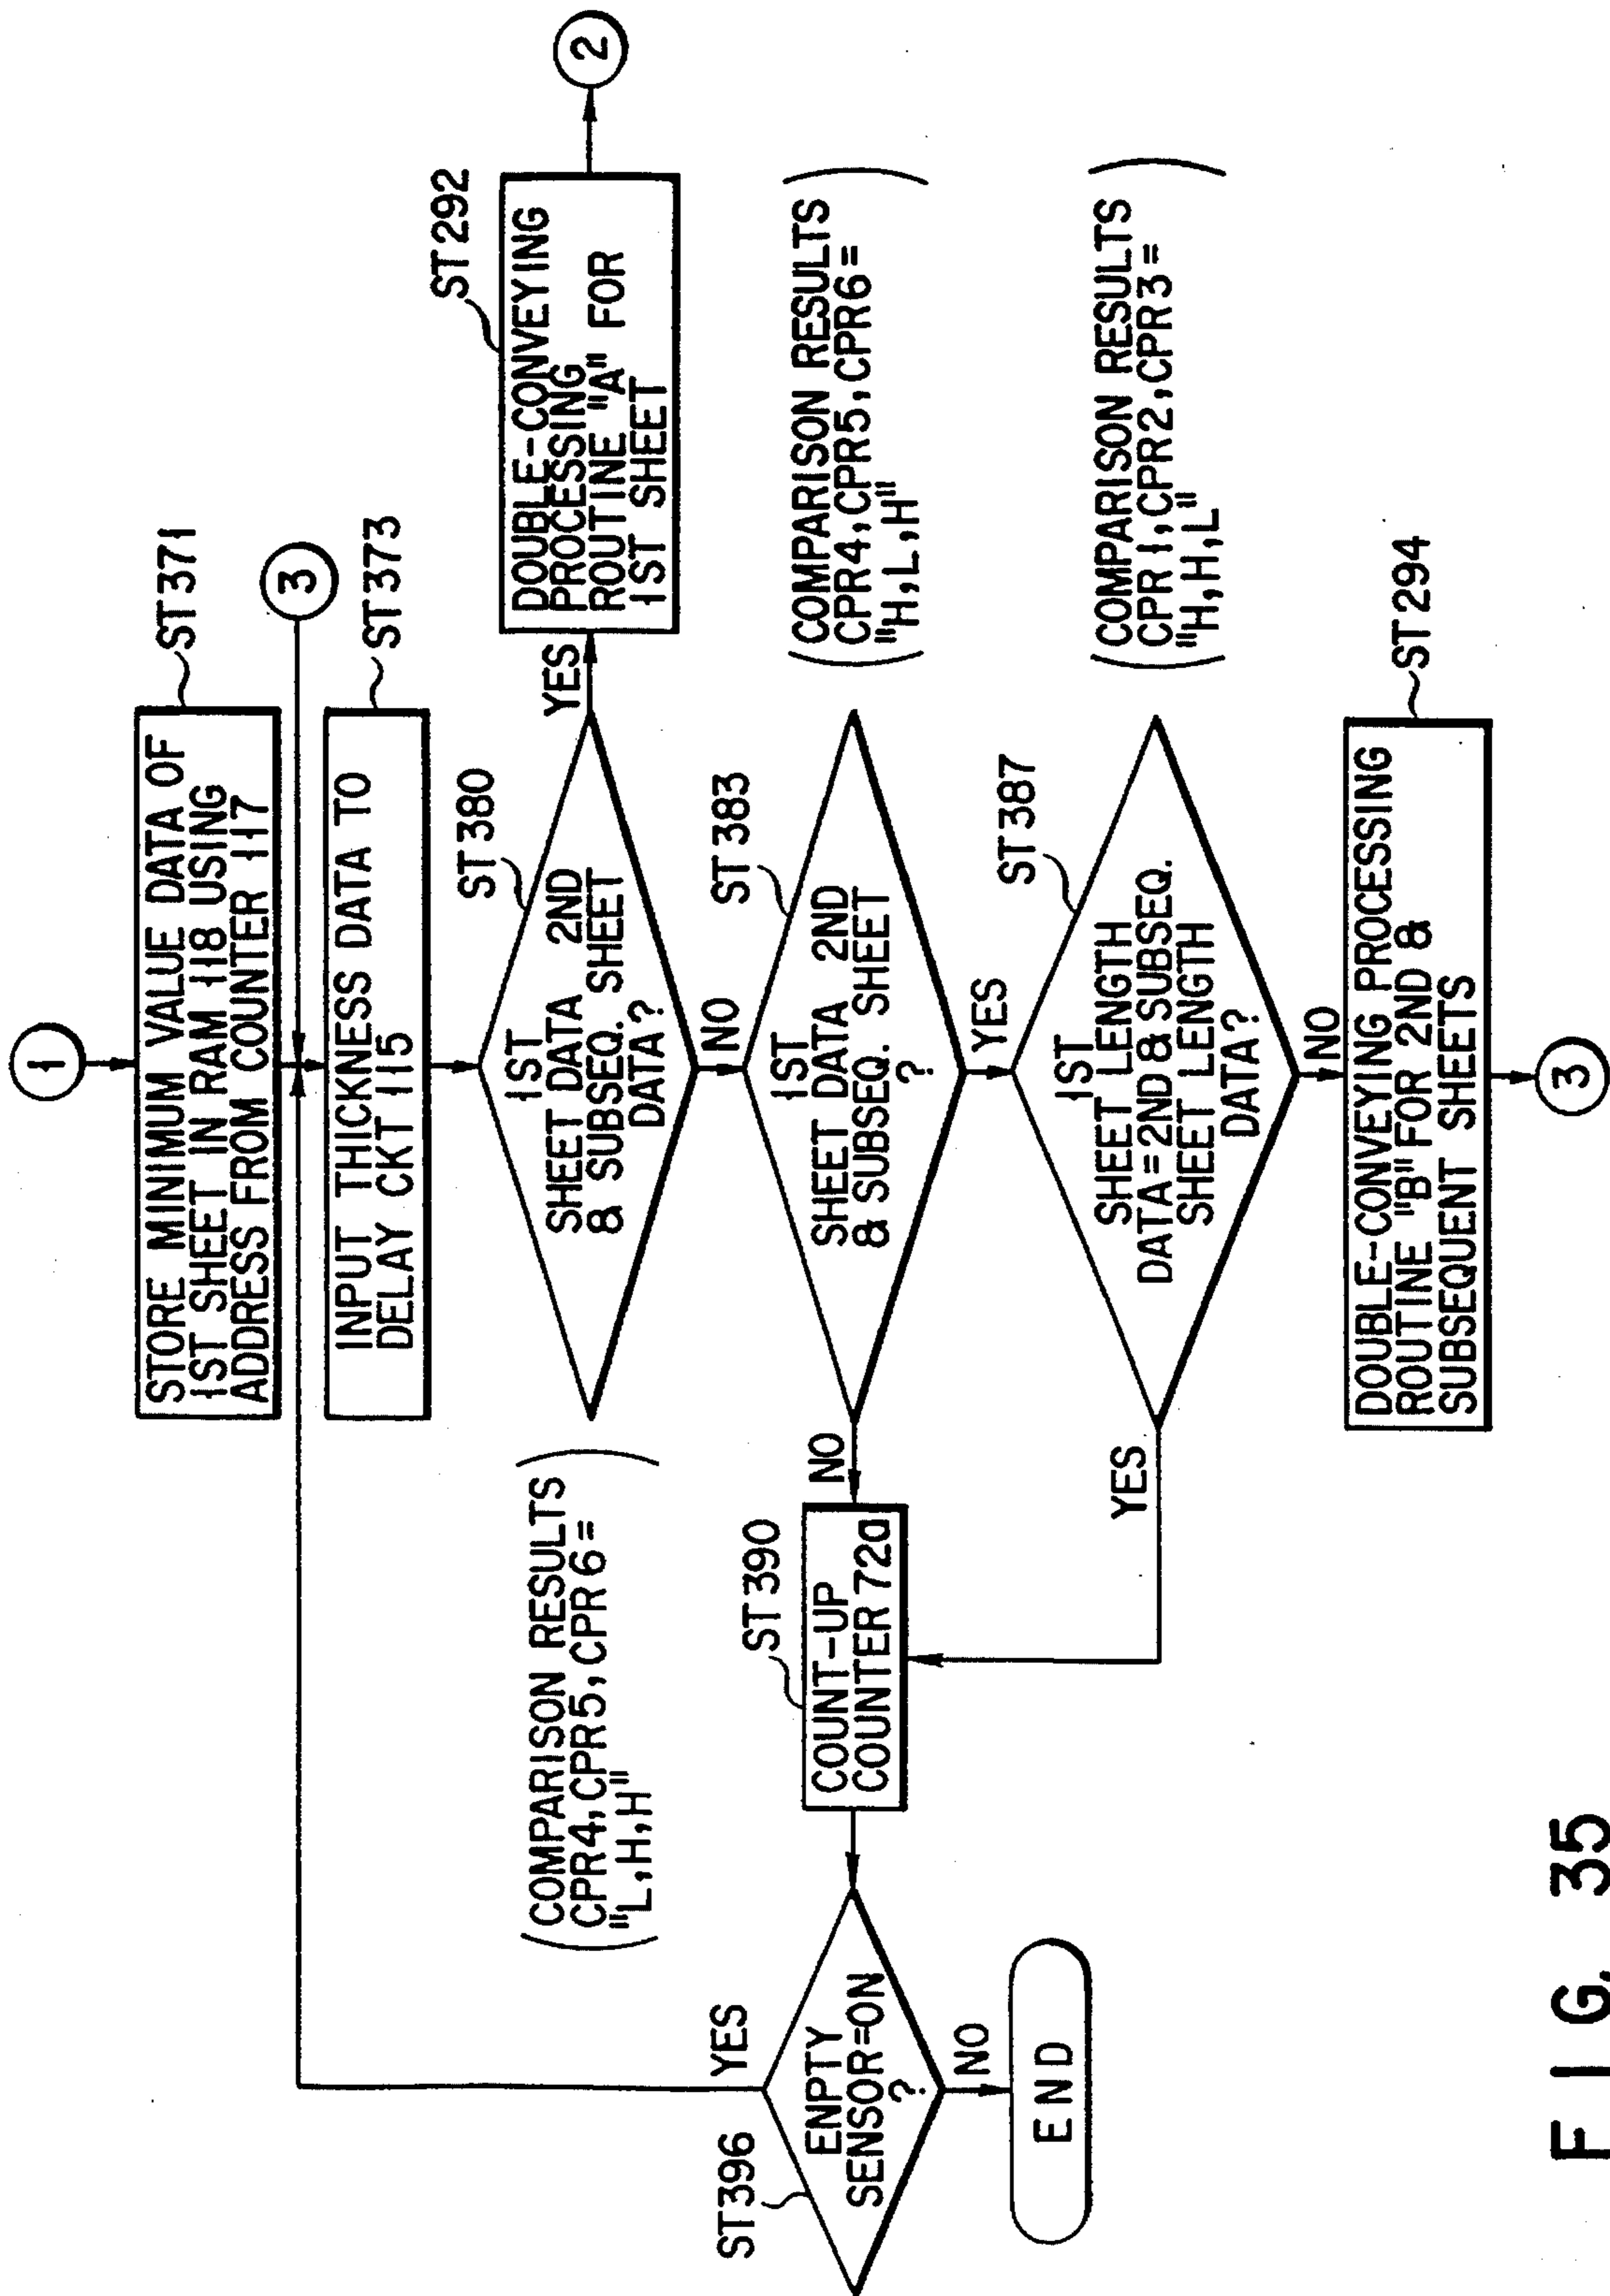 1
STORE MINIMUM VALUE DATA OF
1ST SHEET IN RAM 118 USING
ADDRESS FROM COUNTER 117
ST371
3
INPUT THICKNESS DATA TO
DELAY CKT 115
ST373
(COMPARISON RESULTS
CPR4,CPR5,CPR6=
"L,H,H")
1ST
SHEET DATA 2ND
& SUBSEQ. SHEET
DATA?
ST380
YES
NO
DOUBLE-CONVEYING
PROCESSING
ROUTINE "A" FOR
1ST SHEET
ST292
2
1ST
SHEET DATA 2ND
& SUBSEQ. SHEET
?
ST383
NO
YES
(COMPARISON RESULTS
CPR4,CPR5,CPR6=
"H,L,H")
ST390
COUNT-UP
COUNTER 72a
ST396
ENPTY
SENSOR=ON
?
YES
NO
END
1ST
SHEET LENGTH
DATA=2ND & SUBSEQ.
SHEET LENGTH
DATA?
ST387
YES
NO
(COMPARISON RESULTS
CPR1,CPR2,CPR3=
"H,H,L")
DOUBLE-CONVEYING PROCESSING
ROUTINE "B" FOR 2ND &
SUBSEQUENT SHEETS
ST294
3
FIG. 35